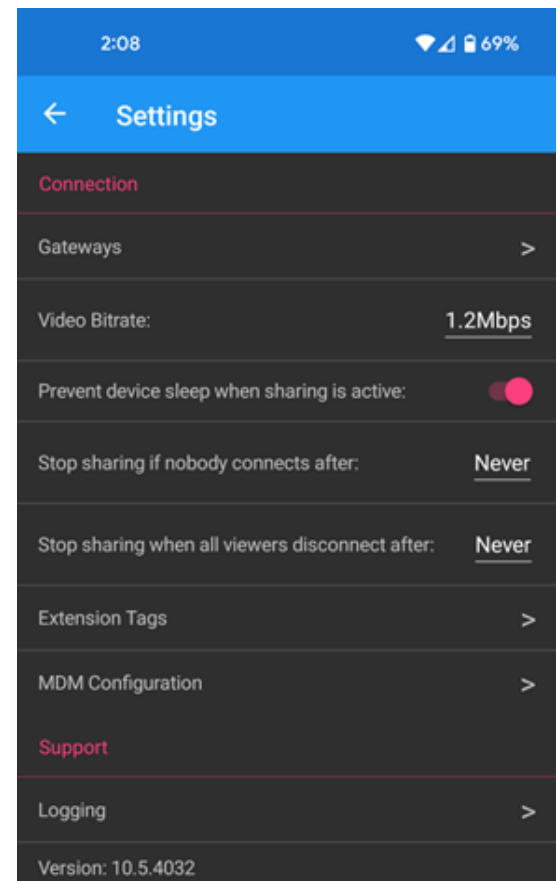 2:08 69%
Settings
Connection
Gateways >
Video Bitrate: 1.2Mbps
Prevent device sleep when sharing is active:
Stop sharing if nobody connects after: Never
Stop sharing when all viewers disconnect after: Never
Extension Tags >
MDM Configuration >
Support
Logging >
Version: 10.5.4032